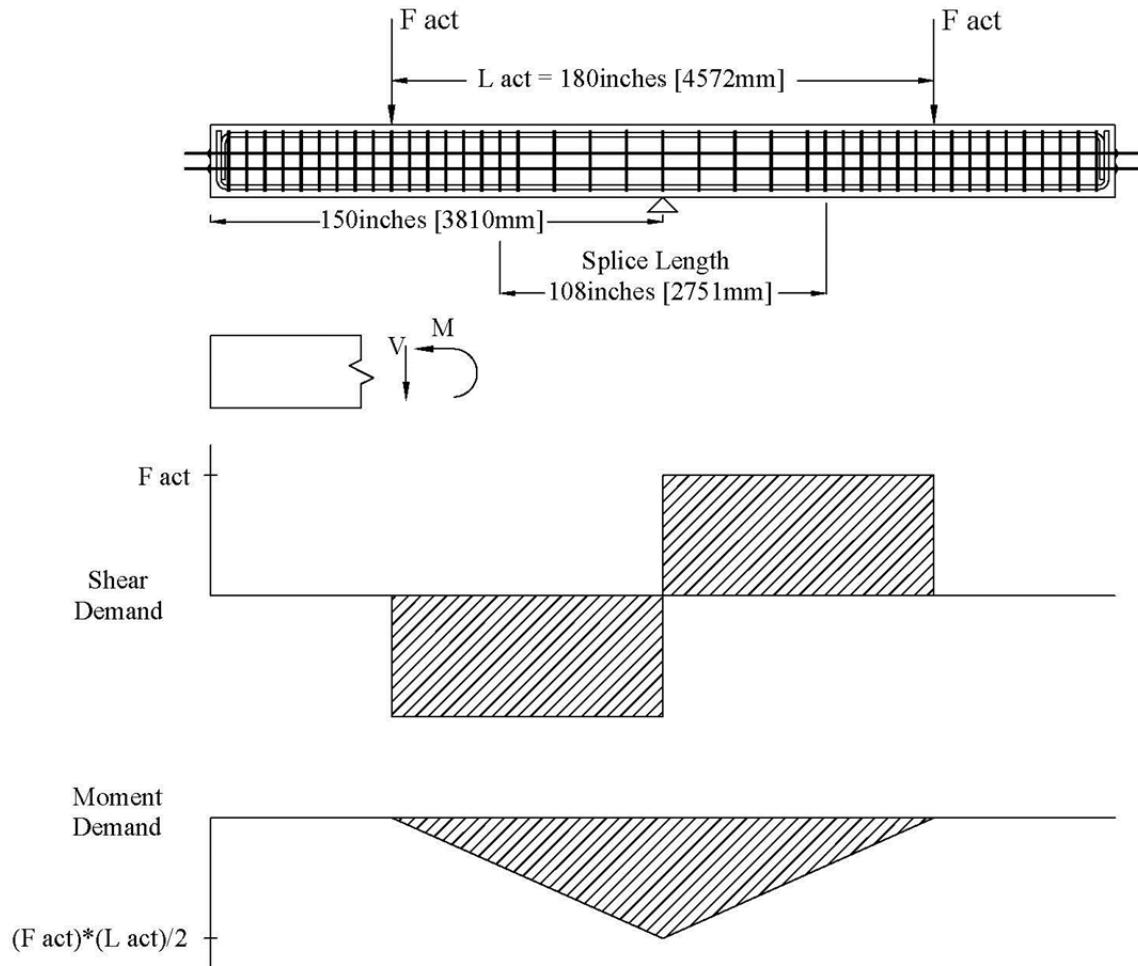 F act
F act
L act = 180inches [4572mm]
150inches [3810mm]
Splice Length
108inches [2751mm]
V
M
F act
Shear
Demand
Moment
Demand
(F act)*(L act)/2